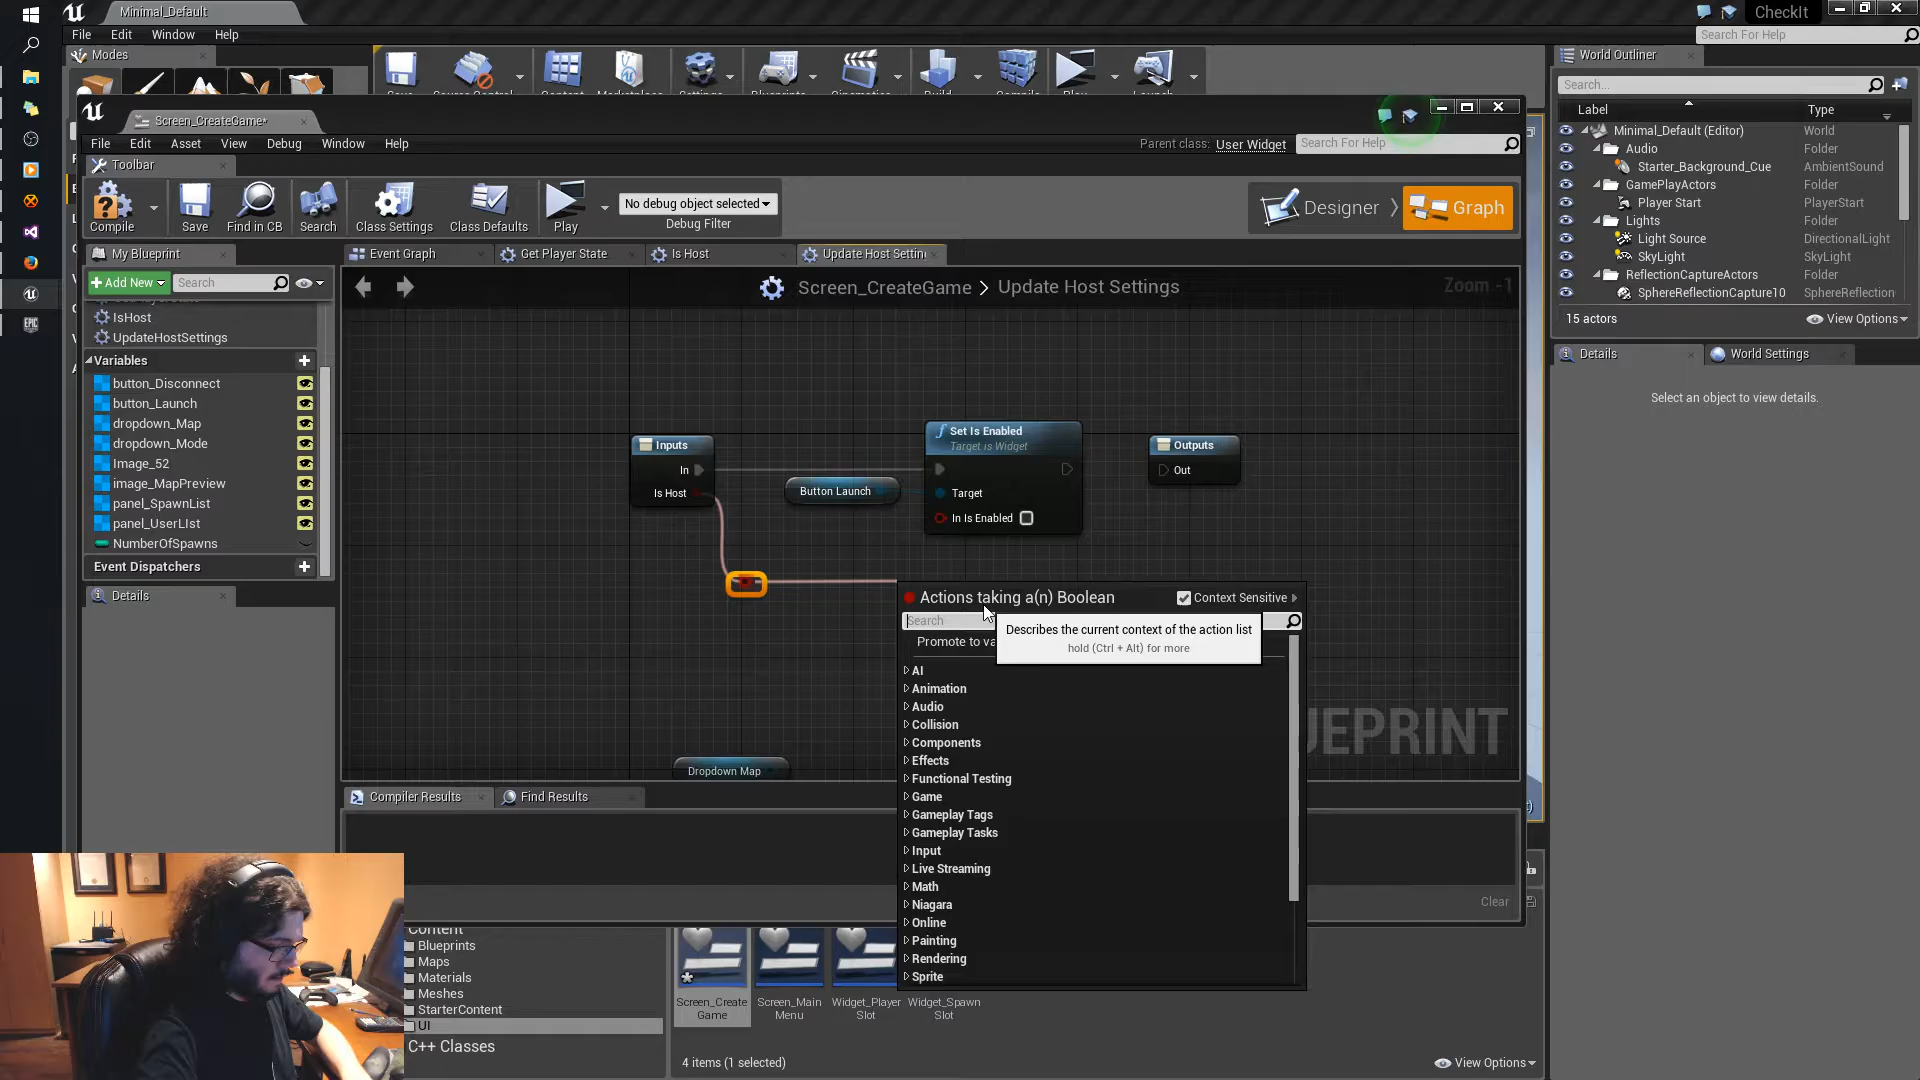 Minimal_Default
CheckIt
File Edit Window Help
Search For Help
Modes
World Outliner
Search...
Label Type
Minimal_Default (Editor) World
Audio Folder
Starter_Background_Cue AmbientSound
GamePlayActors Folder
Player Start PlayerStart
Lights Folder
Light Source DirectionalLight
SkyLight SkyLight
ReflectionCaptureActors Folder
SphereReflectionCapture10 SphereReflection
15 actors View Options
Details World Settings
Select an object to view details.
Screen_CreateGame*
File Edit Asset View Debug Window Help
Parent class: User Widget Search For Help
Toolbar
Compile Save Find in CB Search Class Settings Class Defaults Play
No debug object selected
Debug Filter
Designer Graph
My Blueprint
Event Graph Get Player State Is Host Update Host Settin
+ Add New Search
Screen_CreateGame > Update Host Settings
Zoom -1
IsHost
UpdateHostSettings
Variables
button_Disconnect
button_Launch
dropdown_Map
dropdown_Mode
Image_52
image_MapPreview
panel_SpawnList
panel_UserLIst
NumberOfSpawns
Event Dispatchers
Details
Inputs
In
Is Host
Button Launch
Set Is Enabled
Target is Widget
Target
In Is Enabled
Outputs
Out
Dropdown Map
Actions taking a(n) Boolean Context Sensitive
Search
Promote to va
Describes the current context of the action list
hold (Ctrl + Alt) for more
AI
Animation
Audio
Collision
Components
Effects
Functional Testing
Game
Gameplay Tags
Gameplay Tasks
Input
Live Streaming
Math
Niagara
Online
Painting
Rendering
Sprite
UEPRINT
Compiler Results Find Results
Clear
Content
Blueprints
Maps
Materials
Meshes
StarterContent
UI
C++ Classes
Screen_Create
Game
Screen_Main
Menu
Widget_Player
Slot
Widget_Spawn
Slot
4 items (1 selected)
View Options
EPIC